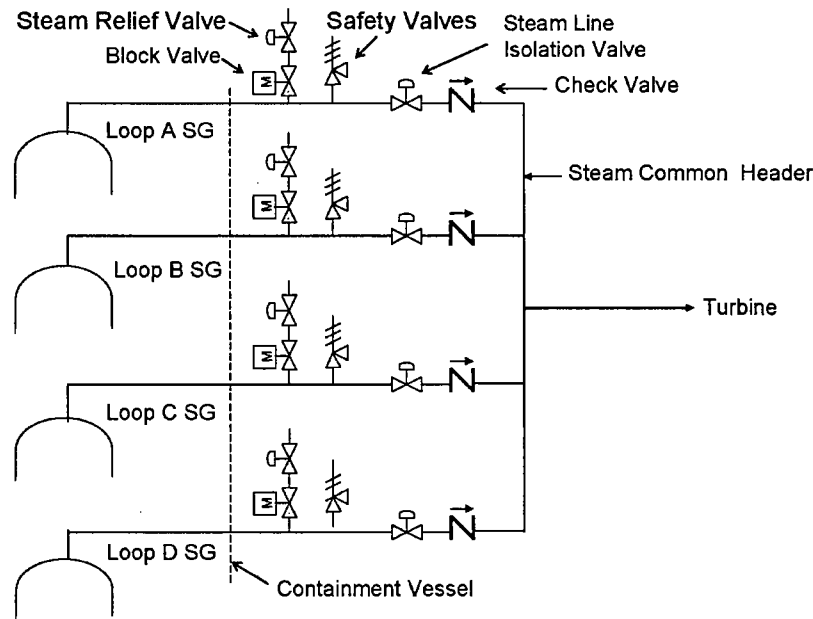 Steam Relief Valve
Safety Valves
Steam Line
Isolation Valve
Block Valve
M
Check Valve
Loop A SG
M
Steam Common Header
Loop B SG
Turbine
M
Loop C SG
M
Loop D SG
Containment Vessel